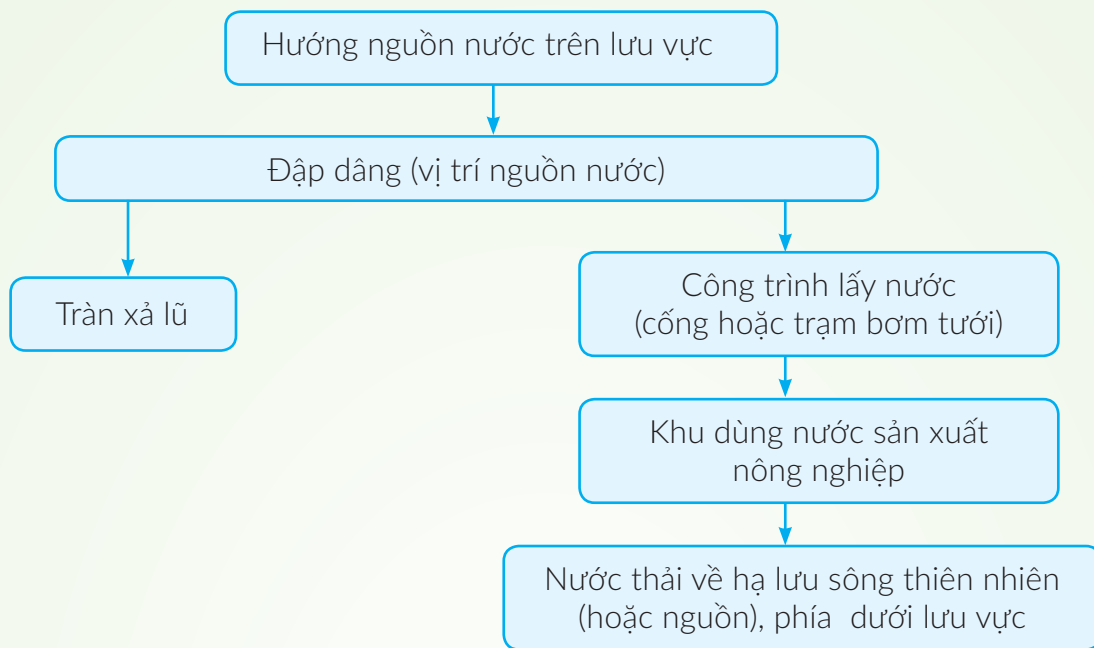 Hướng nguồn nước trên lưu vực
Đập dâng (vị trí nguồn nước)
Tràn xả lũ
Công trình lấy nước
(cống hoặc trạm bơm tưới)
Khu dùng nước sản xuất
nông nghiệp
Nước thải về hạ lưu sông thiên nhiên
(hoặc nguồn), phía dưới lưu vực